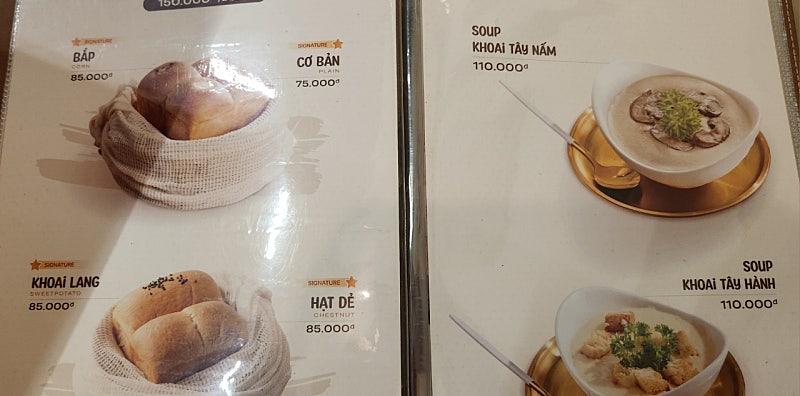 SIGNATURE
BẮP
CORN
85.000đ
SIGNATURE
CƠ BẢN
PLAIN
75.000đ
SIGNATURE
KHOAI LANG
SWEETPOTATO
85.000đ
SIGNATURE
HẠT DẺ
CHESTNUT
85.000đ
SOUP
KHOAI TÂY NẤM
110.000đ
SOUP
KHOAI TÂY HÀNH
110.000đ